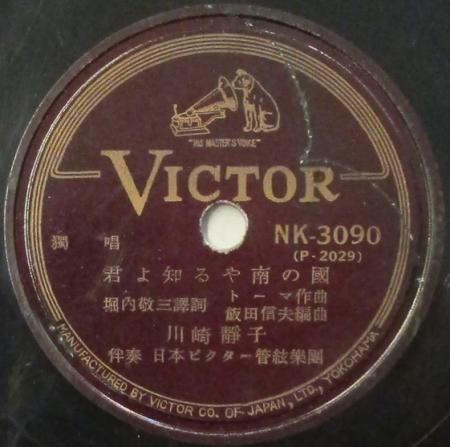 "HIS MASTER'S VOICE"
VICTOR
獨唱
NK-3090
(P-2029)
君よ知るや南の國
堀内敬三譯詞
トーマ作曲
飯田信夫編曲
川崎靜子
伴奏 日本ビクター管絃樂團
MANUFACTURED BY VICTOR CO. OF JAPAN, LTD., YOKOHAMA